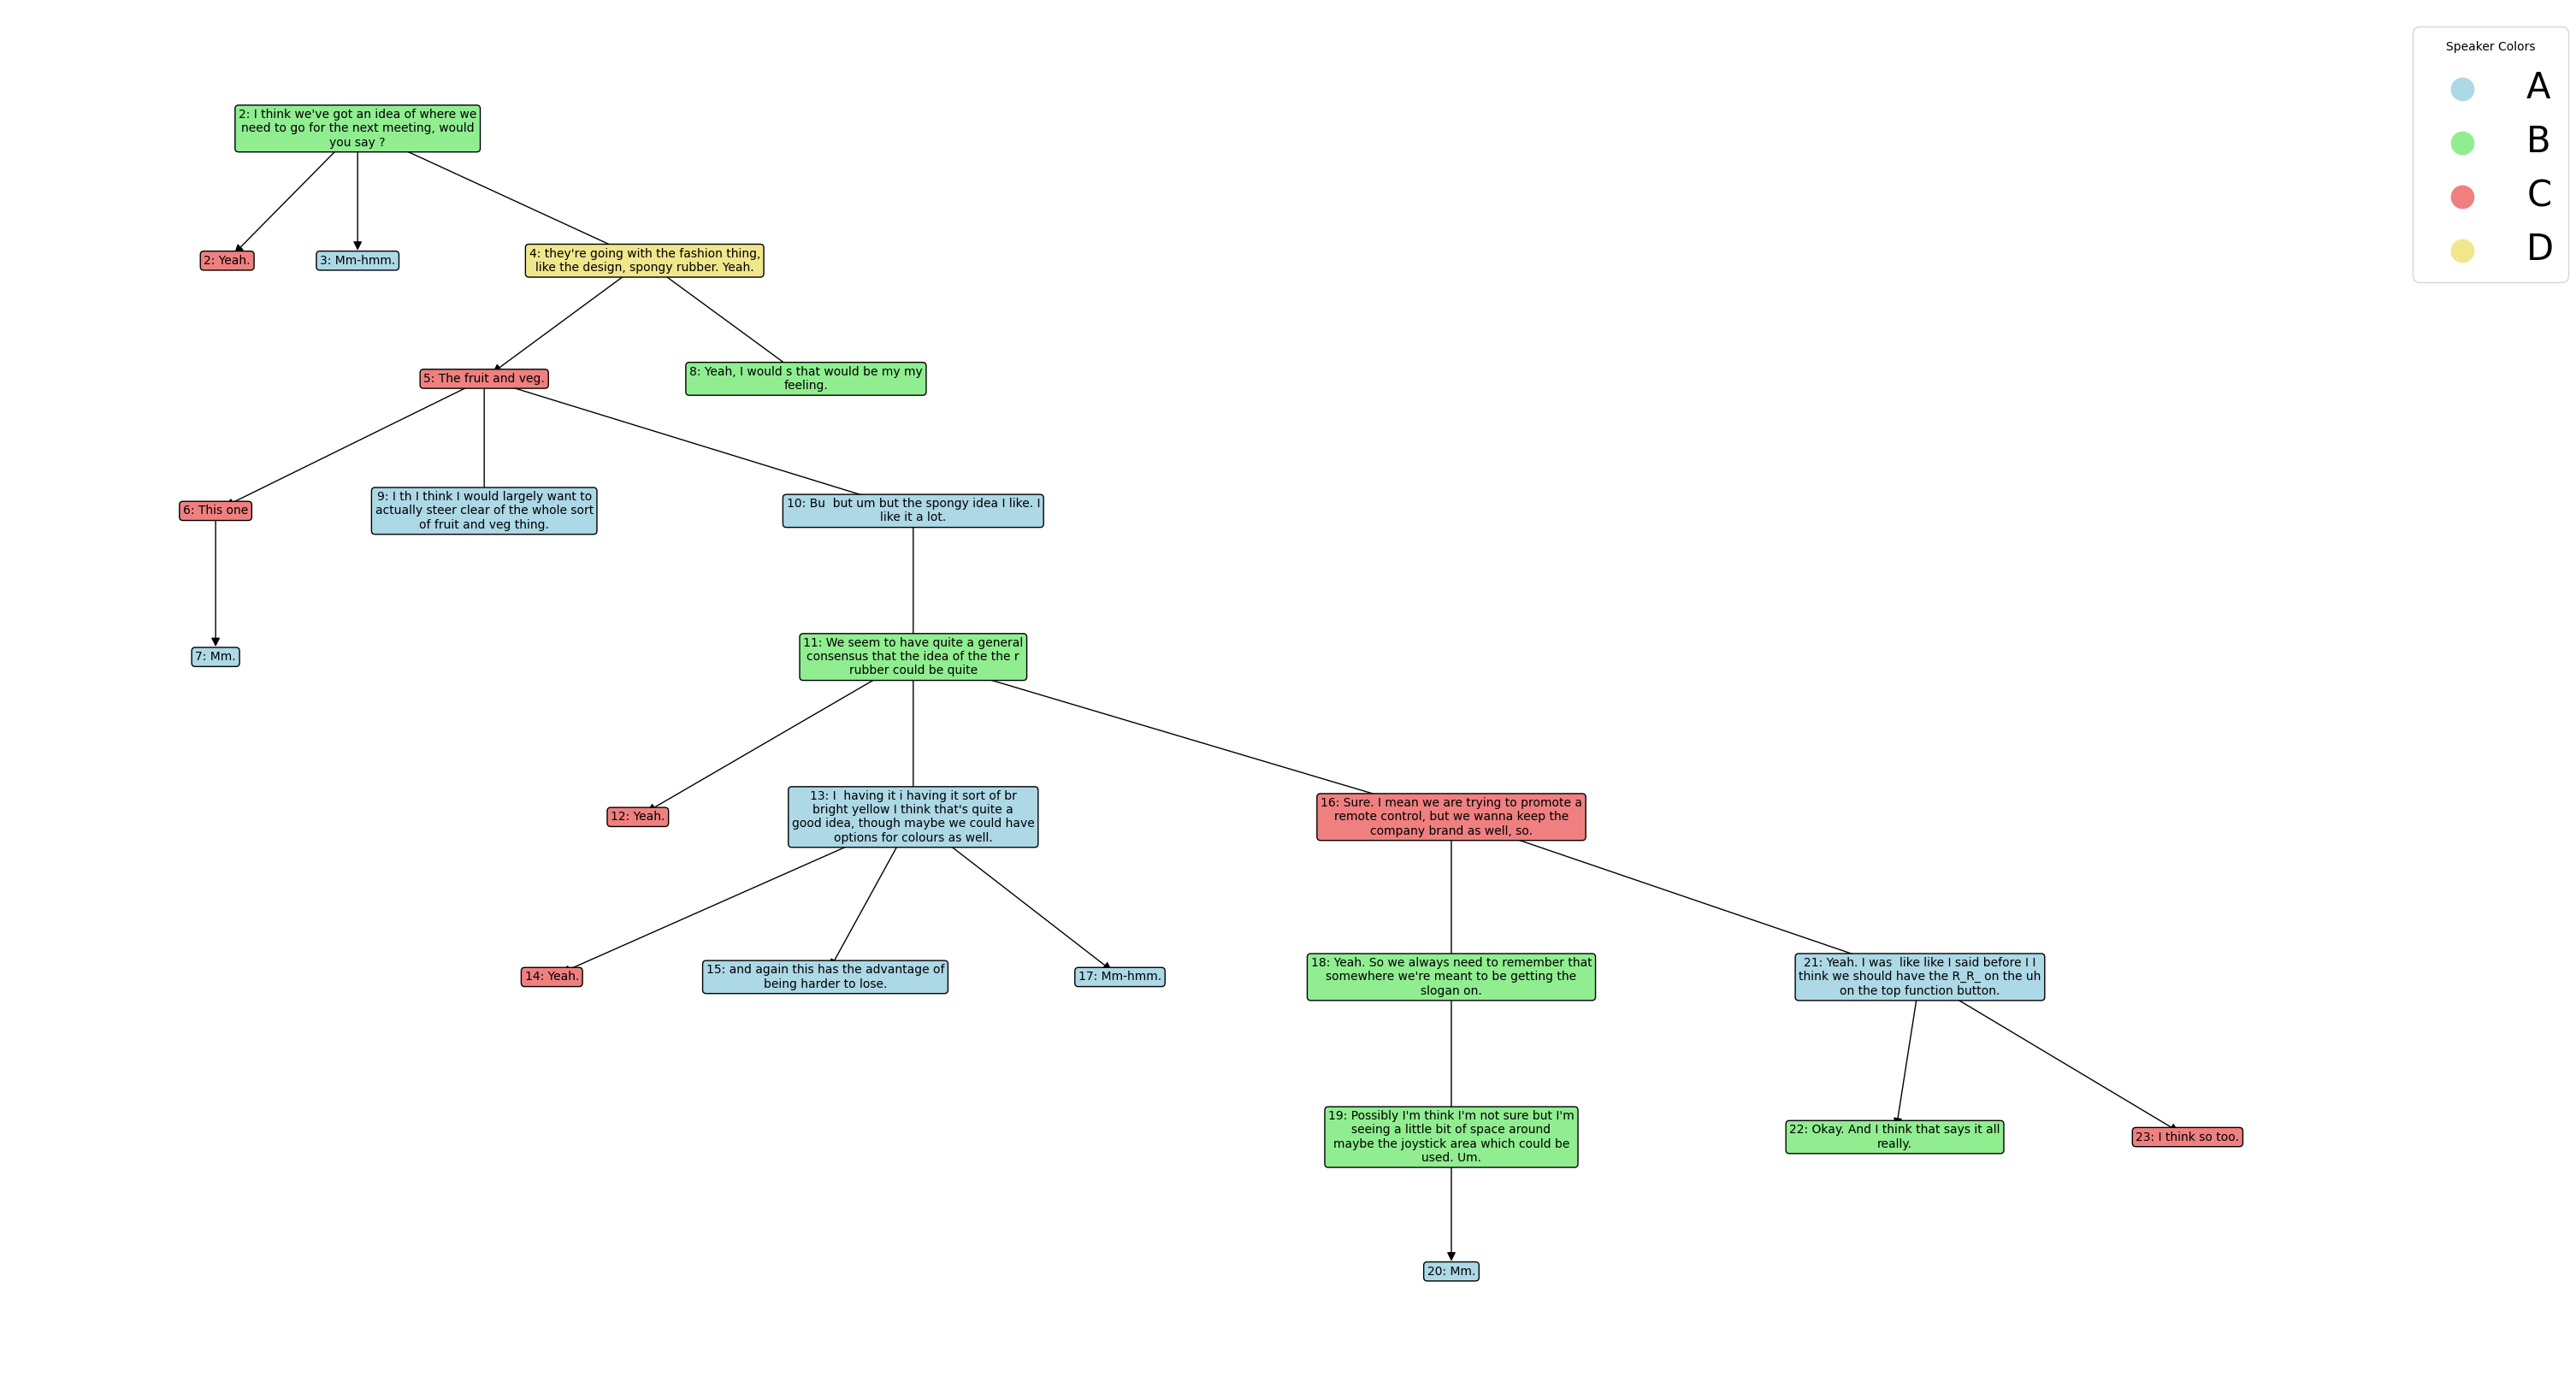 Speaker Colors
A
B
C
D
2: I think we've got an idea of where we
need to go for the next meeting, would
you say ?
2: Yeah.
3: Mm-hmm.
4: they're going with the fashion thing,
like the design, spongy rubber. Yeah.
5: The fruit and veg.
8: Yeah, I would s that would be my my
feeling.
6: This one
9: I th I think I would largely want to
actually steer clear of the whole sort
of fruit and veg thing.
10: Bu  but um but the spongy idea I like. I
like it a lot.
7: Mm.
11: We seem to have quite a general
consensus that the idea of the the r
rubber could be quite
12: Yeah.
13: I  having it i having it sort of br
bright yellow I think that's quite a
good idea, though maybe we could have
options for colours as well.
16: Sure. I mean we are trying to promote a
remote control, but we wanna keep the
company brand as well, so.
14: Yeah.
15: and again this has the advantage of
being harder to lose.
17: Mm-hmm.
18: Yeah. So we always need to remember that
somewhere we're meant to be getting the
slogan on.
21: Yeah. I was  like like I said before I I
think we should have the R_R_ on the uh
on the top function button.
19: Possibly I'm think I'm not sure but I'm
seeing a little bit of space around
maybe the joystick area which could be
used. Um.
22: Okay. And I think that says it all
really.
23: I think so too.
20: Mm.